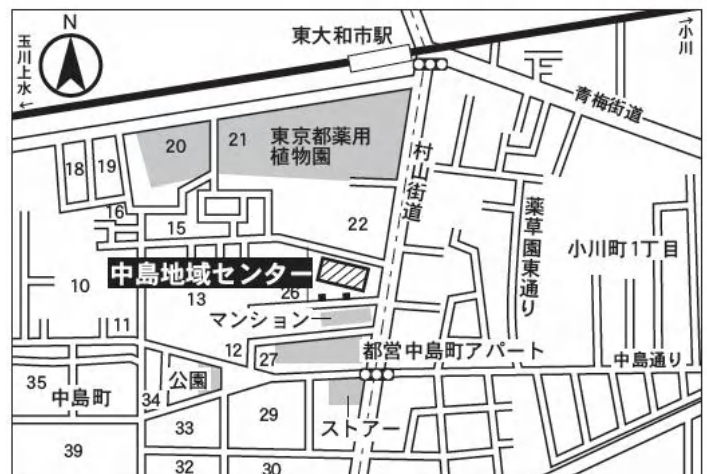 N
玉川上水
←
東大和市駅
→
小川
青梅街道
20
21
東京都薬用
植物園
18
19
村山街道
16
15
22
薬草園東通り
小川町1丁目
10
中島地域センター
13
26
マンション
11
12
27
都営中島町アパート
中島通り
35
中島町
34
公園
29
ストアー
33
39
32
30